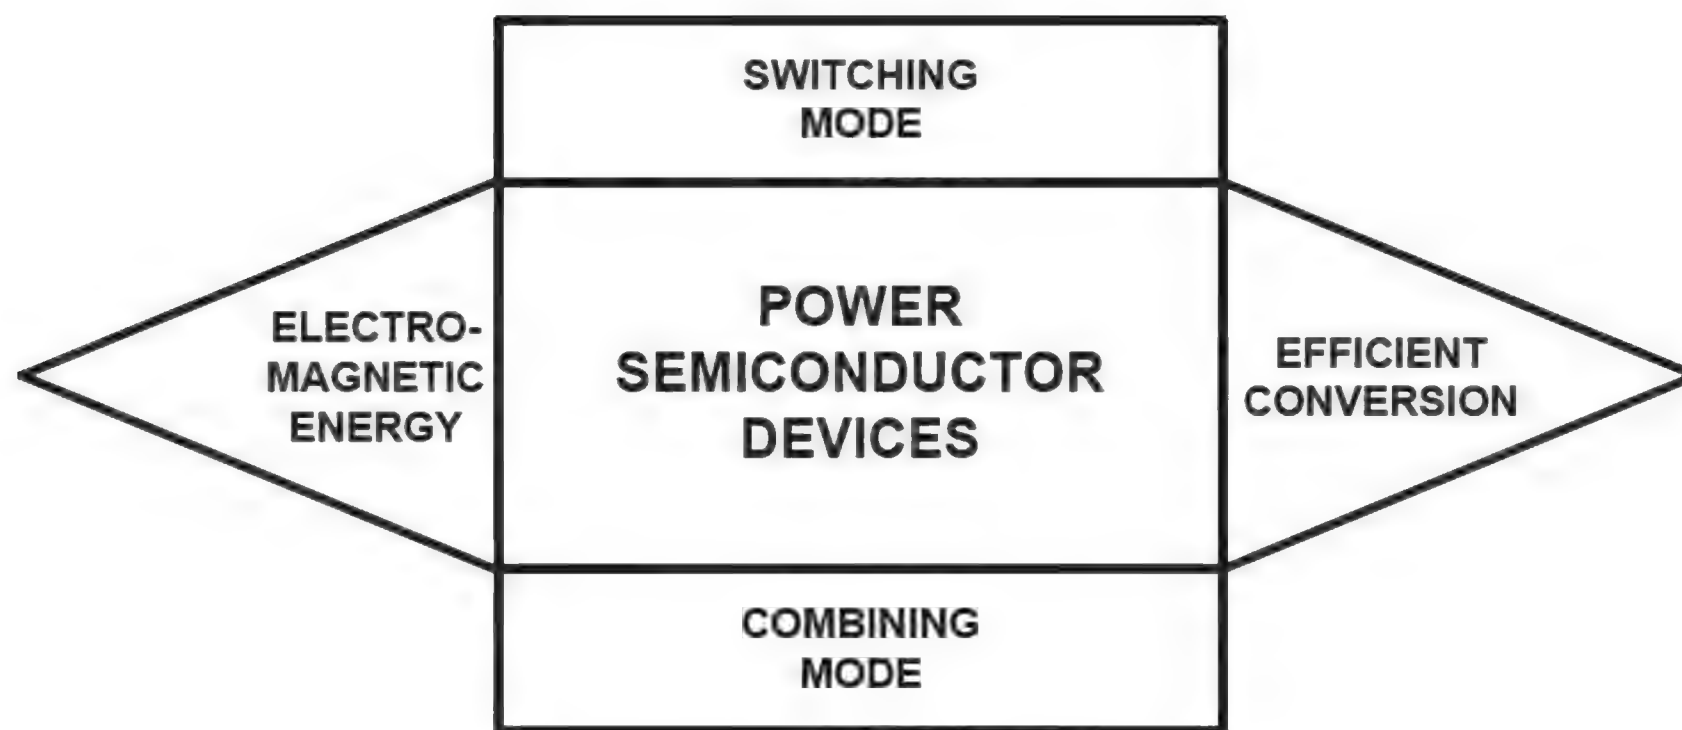 SWITCHING
MODE
ELECTRO-
MAGNETIC
ENERGY
POWER
SEMICONDUCTOR
DEVICES
EFFICIENT
CONVERSION
COMBINING
MODE